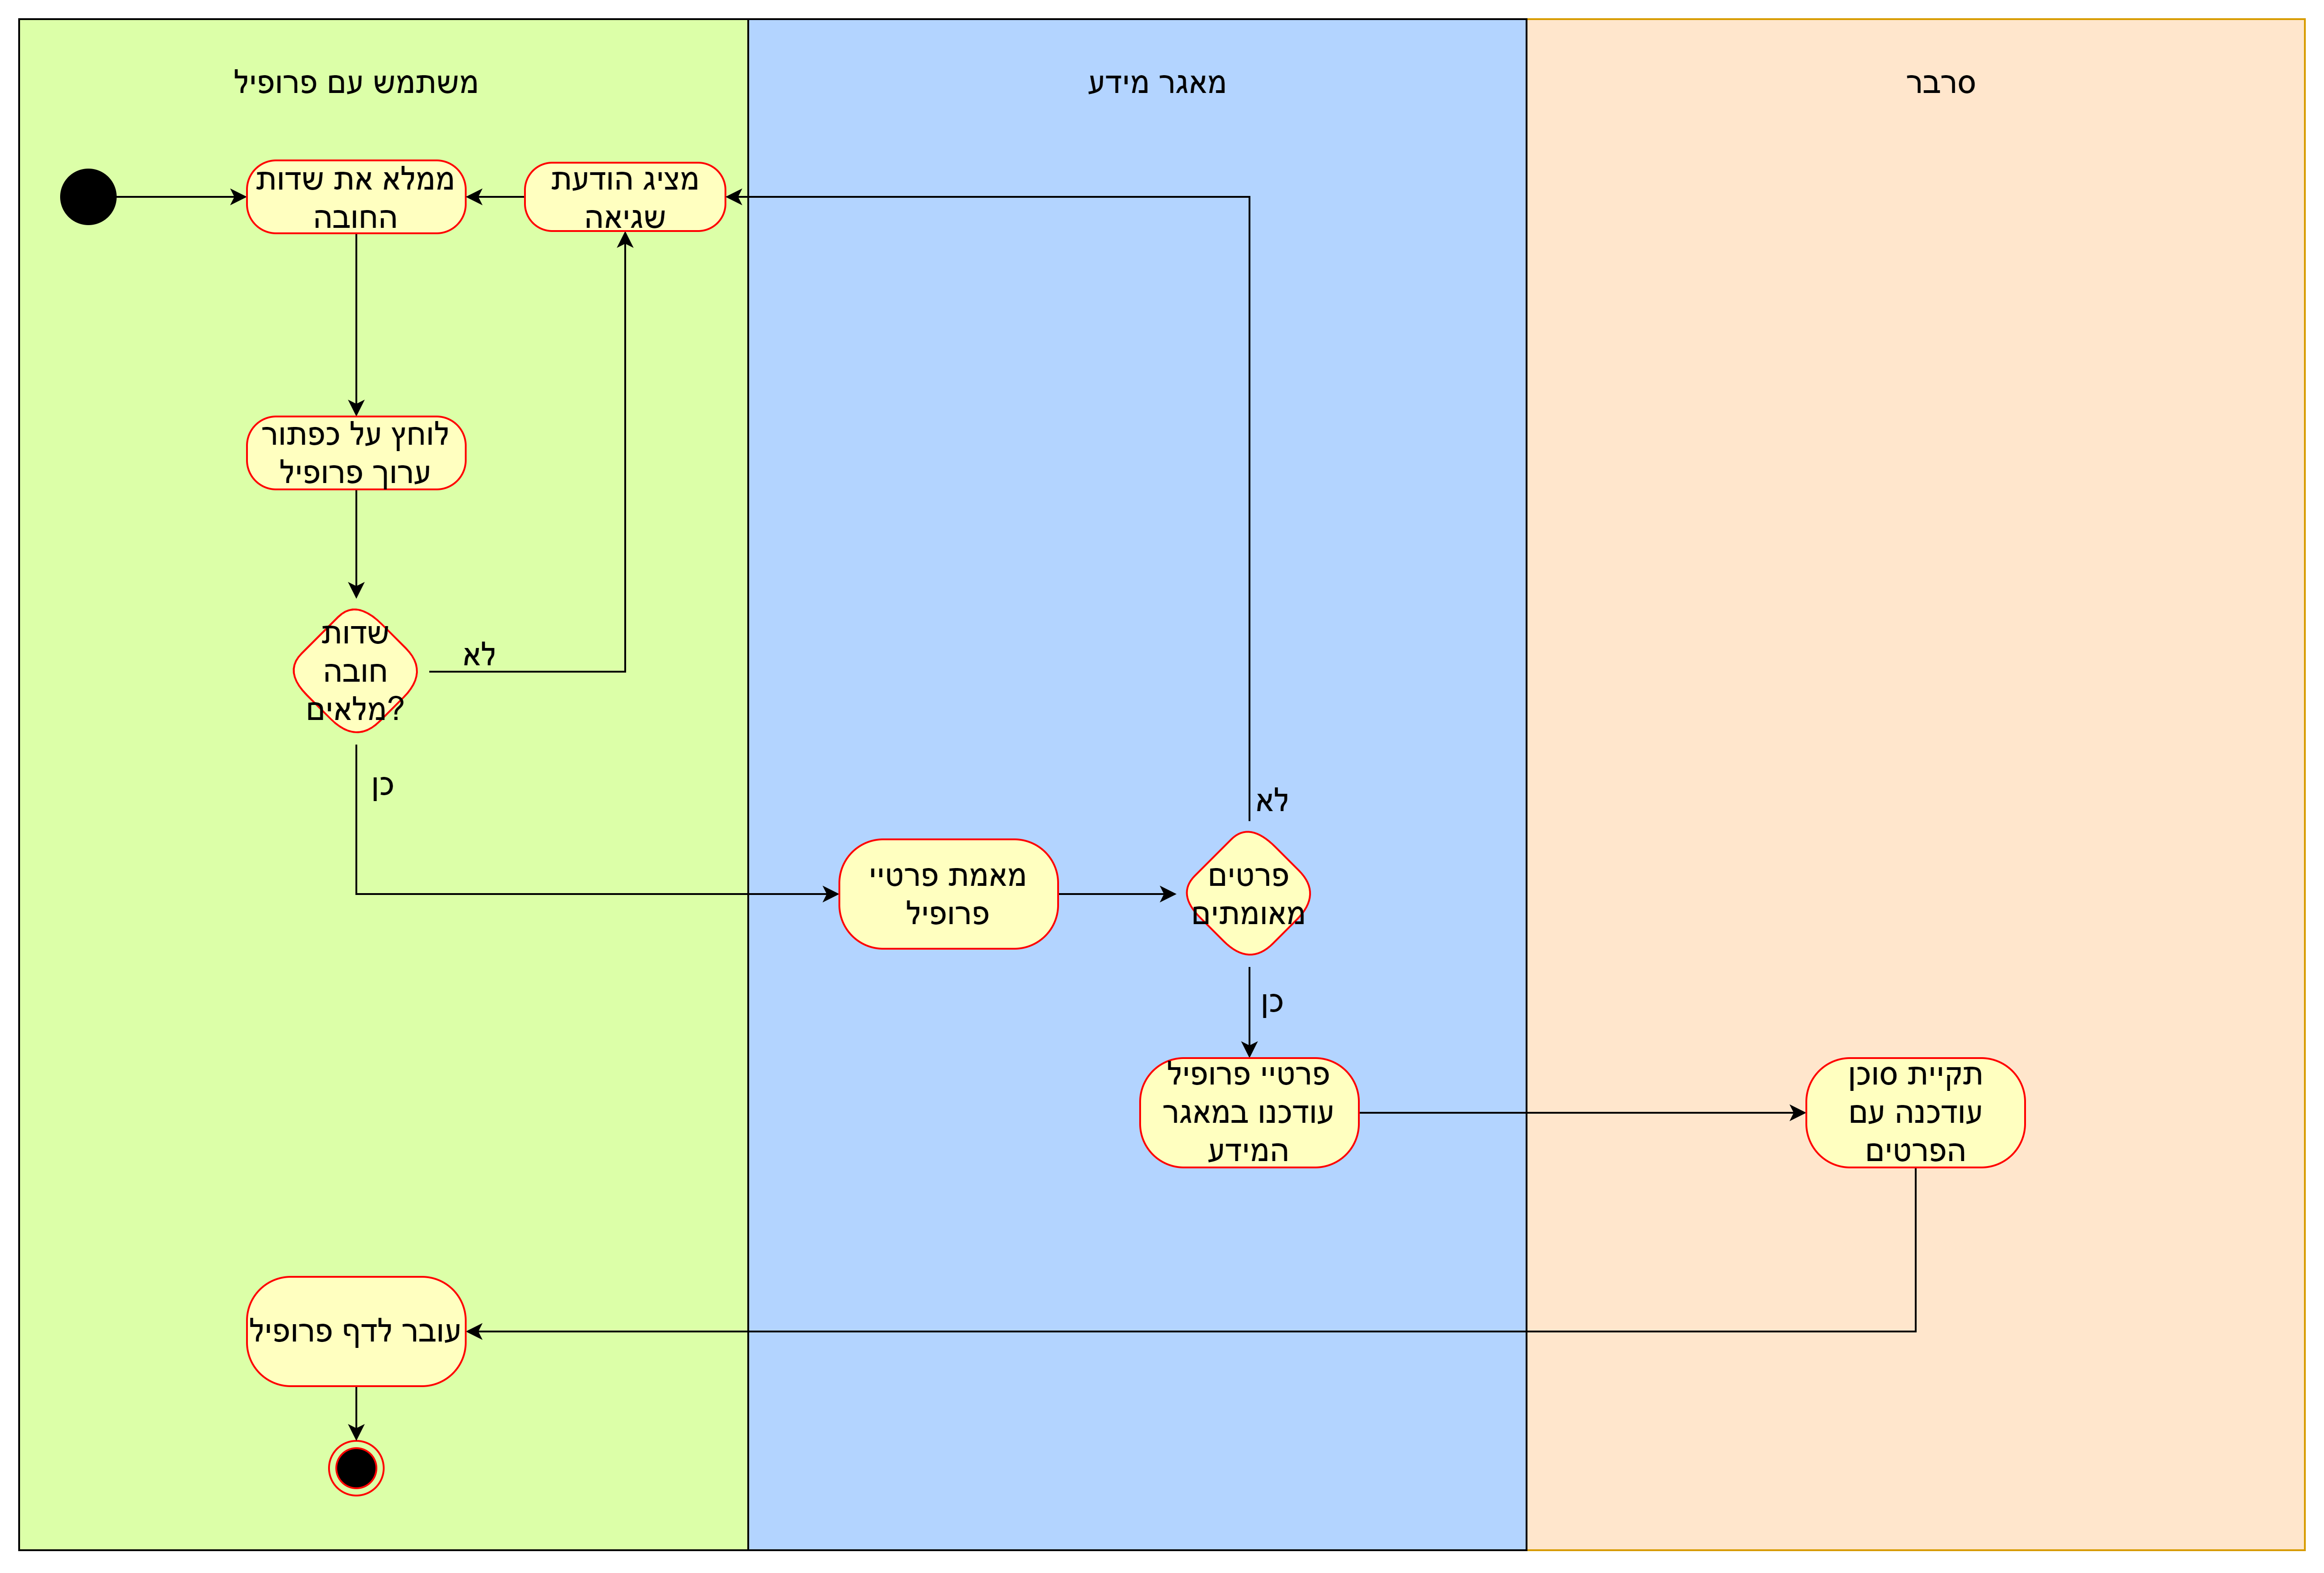 משתמש עם פרופיל
מאגר מידע
סרבר
ממלא את שדות
החובה
מציג הודעת
שגיאה
לוחץ על כפתור
ערוך פרופיל
שדות
חובה
מלאים?
לא
כן
מאמת פרטיי
פרופיל
פרטים
מאומתים
לא
כן
פרטיי פרופיל
עודכנו במאגר
המידע
תקיית סוכן
עודכנה עם
הפרטים
עובר לדף פרופיל